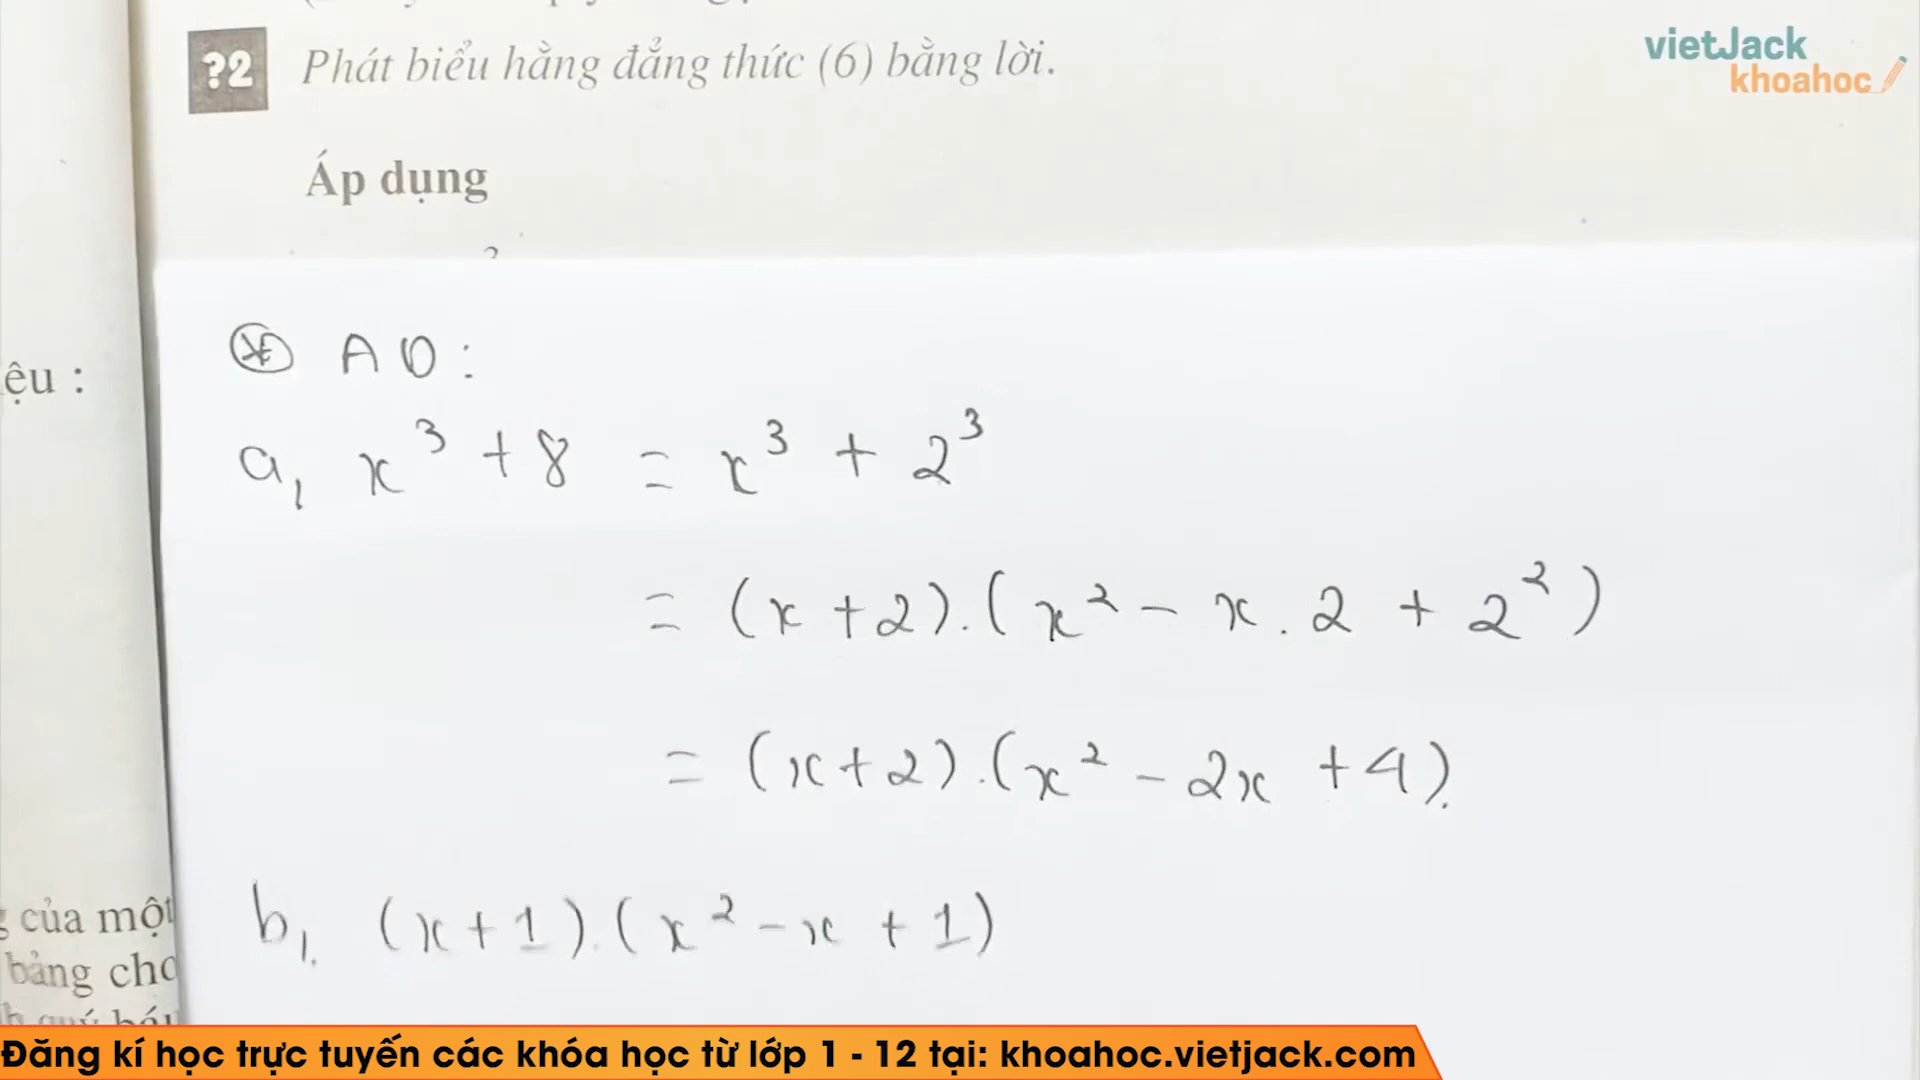 ?2 Phát biểu hằng đẳng thức (6) bằng lời.
vietJack
khoahoc
Áp dụng
ệu :
⊛ AD :
a, x³ + 8 = x³ + 2³
= (x + 2).(x² - x . 2 + 2²)
= (x + 2).(x² - 2x + 4).
b, (x + 1).(x² - x + 1)
của một
bảng cho
Đăng kí học trực tuyến các khóa học từ lớp 1 - 12 tại: khoahoc.vietjack.com